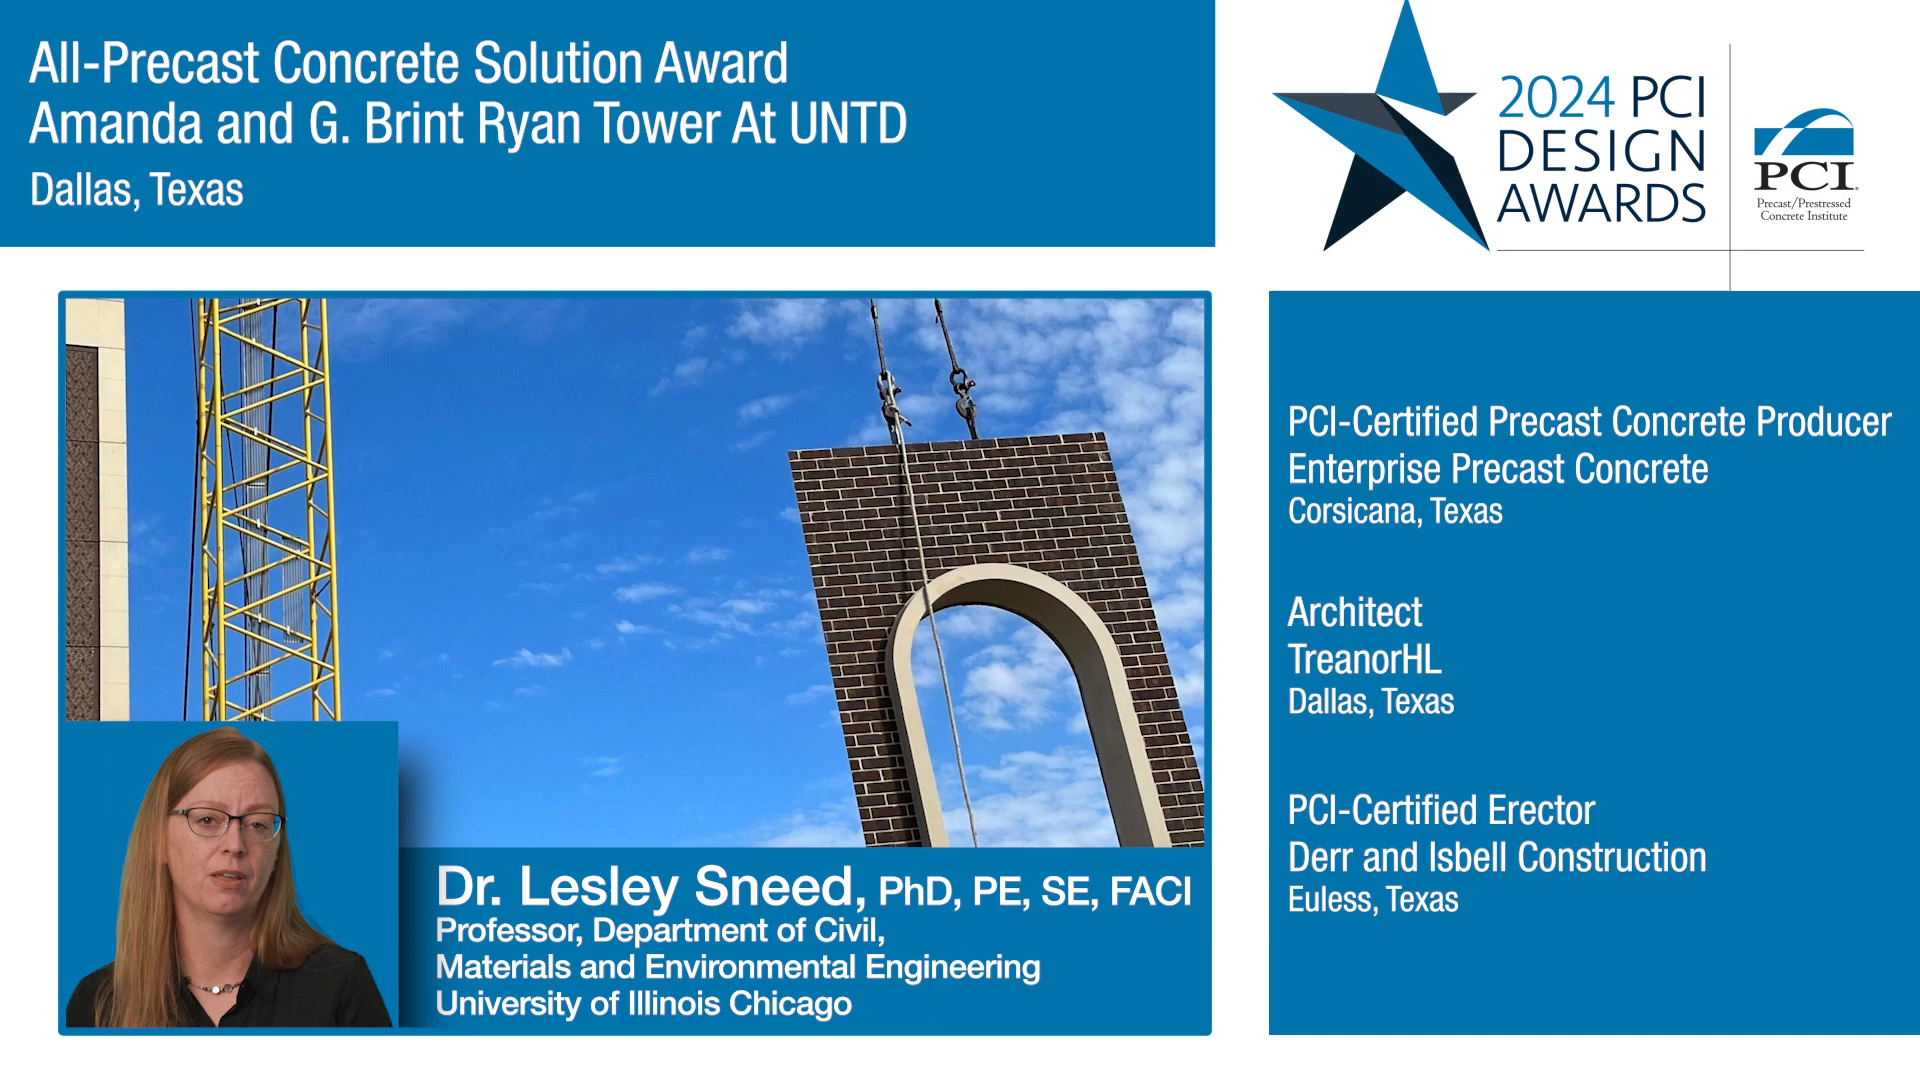 All-Precast Concrete Solution Award
Amanda and G. Brint Ryan Tower At UNTD
Dallas, Texas
2024 PCI
DESIGN
AWARDS
PCI
Precast/Prestressed
Concrete Institute
PCI-Certified Precast Concrete Producer
Enterprise Precast Concrete
Corsicana, Texas
Architect
TreanorHL
Dallas, Texas
PCI-Certified Erector
Derr and Isbell Construction
Euless, Texas
Dr. Lesley Sneed, PhD, PE, SE, FACI
Professor, Department of Civil,
Materials and Environmental Engineering
University of Illinois Chicago